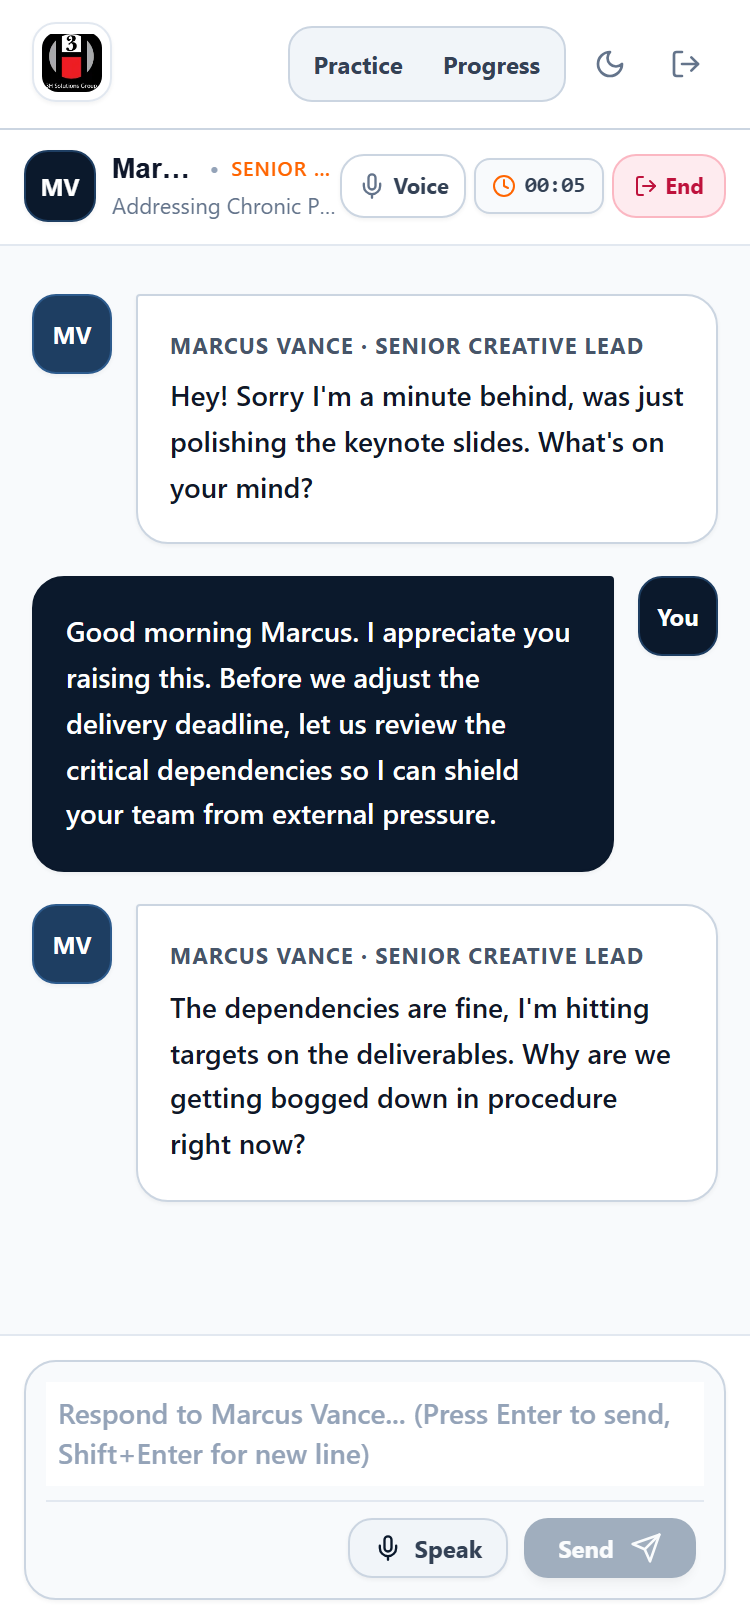 3
3H Solutions Group
Practice
Progress
MV
Mar... • SENIOR ...
Addressing Chronic P...
Voice
00:05
End
MV
MARCUS VANCE · SENIOR CREATIVE LEAD
Hey! Sorry I'm a minute behind, was just
polishing the keynote slides. What's on
your mind?
Good morning Marcus. I appreciate you
raising this. Before we adjust the
delivery deadline, let us review the
critical dependencies so I can shield
your team from external pressure.
You
MV
MARCUS VANCE · SENIOR CREATIVE LEAD
The dependencies are fine, I'm hitting
targets on the deliverables. Why are we
getting bogged down in procedure
right now?
Respond to Marcus Vance... (Press Enter to send,
Shift+Enter for new line)
Speak
Send